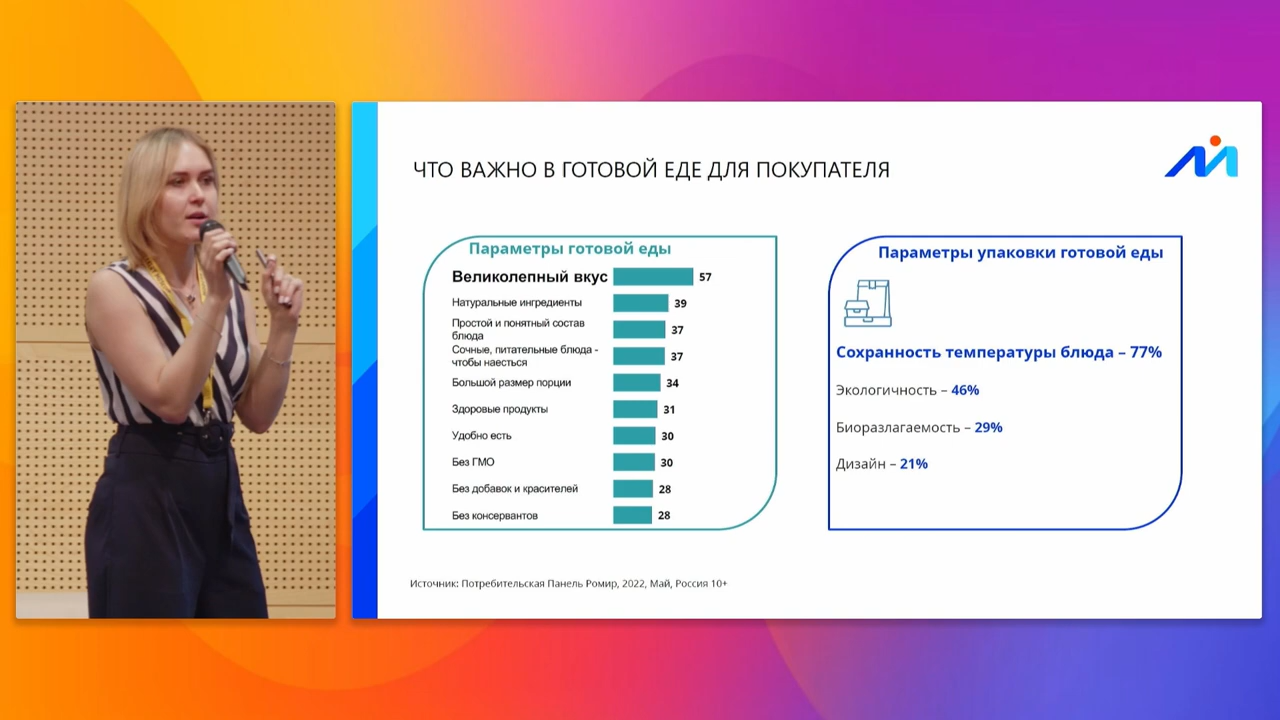 ЧТО ВАЖНО В ГОТОВОЙ ЕДЕ ДЛЯ ПОКУПАТЕЛЯ
Параметры готовой еды
Великолепный вкус 57
Натуральные ингредиенты 39
Простой и понятный состав
блюда 37
Сочные, питательные блюда -
чтобы наесться 37
Большой размер порции 34
Здоровые продукты 31
Удобно есть 30
Без ГМО 30
Без добавок и красителей 28
Без консервантов 28
Параметры упаковки готовой еды
Сохранность температуры блюда – 77%
Экологичность – 46%
Биоразлагаемость – 29%
Дизайн – 21%
Источник: Потребительская Панель Ромир, 2022, Май, Россия 10+